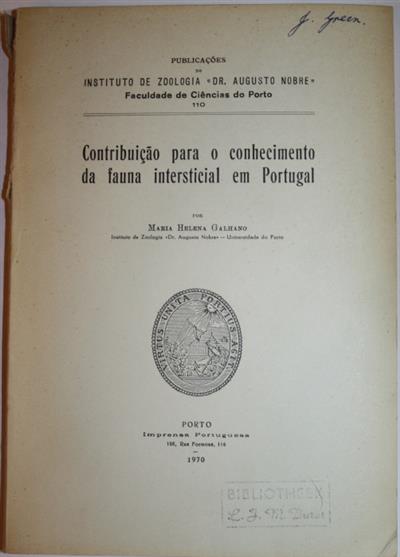 J. Green.
PUBLICAÇÕES
DO
INSTITUTO DE ZOOLOGIA «DR. AUGUSTO NOBRE»
Faculdade de Ciências do Porto
110
Contribuição para o conhecimento
da fauna intersticial em Portugal
POR
MARIA HELENA GALHANO
Instituto de Zoologia «Dr. Augusto Nobre» — Universidade do Porto
VIRTUS UNITA FORTIUS AGIT
PORTO
Imprensa Portuguesa
108, Rua Formosa, 116
1970
BIBLIOTHEEK